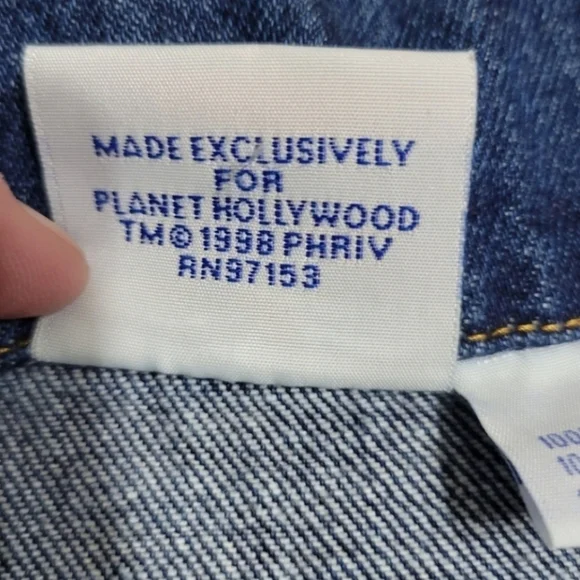 MADE EXCLUSIVELY
FOR
PLANET HOLLYWOOD
TM© 1998 PHRIV
RN97153